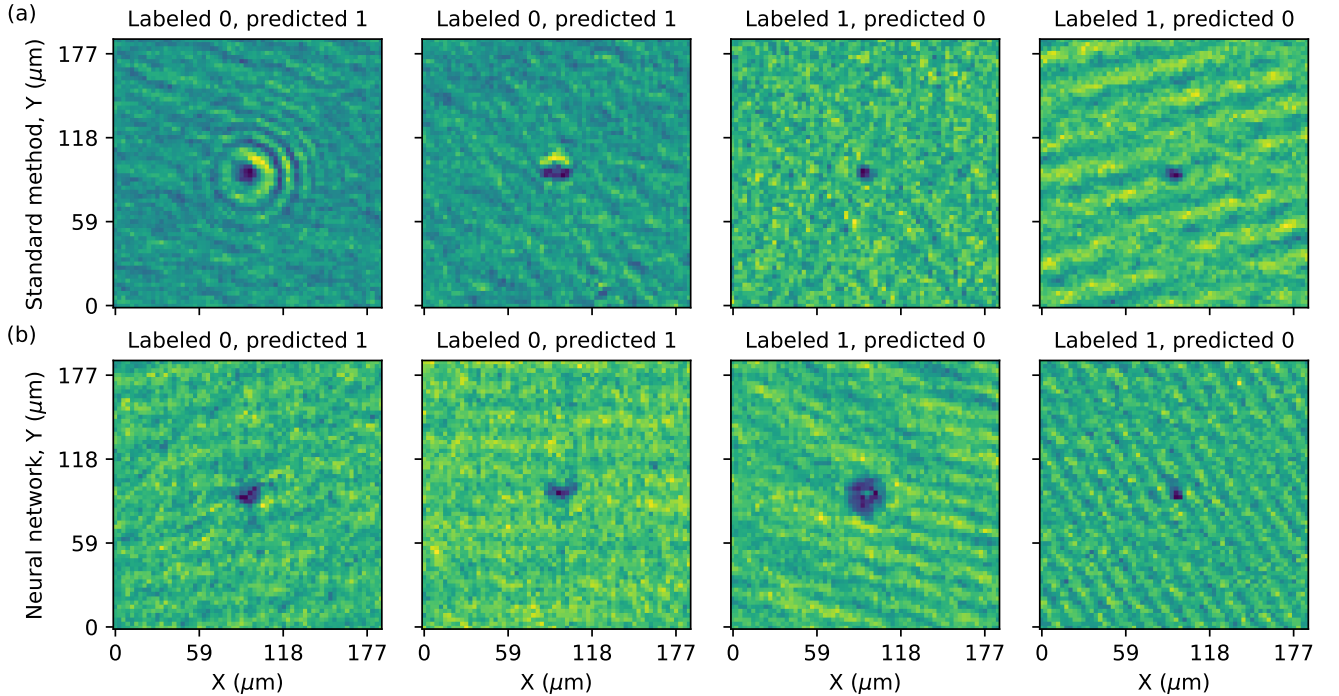 (a)
Labeled 0, predicted 1
Labeled 0, predicted 1
Labeled 1, predicted 0
Labeled 1, predicted 0
Standard method, Y (μm)
177
118
59
0
(b)
Labeled 0, predicted 1
Labeled 0, predicted 1
Labeled 1, predicted 0
Labeled 1, predicted 0
Neural network, Y (μm)
177
118
59
0
0 59 118 177
0 59 118 177
0 59 118 177
0 59 118 177
X (μm)
X (μm)
X (μm)
X (μm)